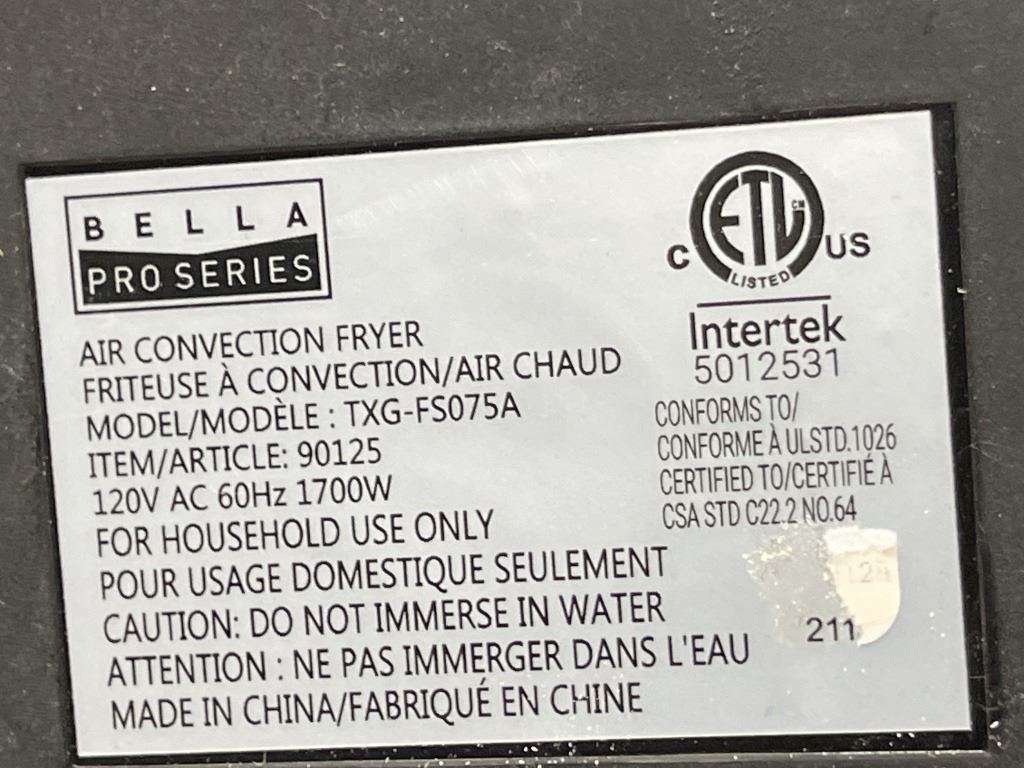 BELLA
PRO SERIES
AIR CONVECTION FRYER
FRITEUSE À CONVECTION/AIR CHAUD
MODEL/MODÈLE : TXG-FS075A
ITEM/ARTICLE: 90125
120V AC 60Hz 1700W
FOR HOUSEHOLD USE ONLY
POUR USAGE DOMESTIQUE SEULEMENT
CAUTION: DO NOT IMMERSE IN WATER
ATTENTION : NE PAS IMMERGER DANS L'EAU
MADE IN CHINA/FABRIQUÉ EN CHINE
C ETL CM US
LISTED
Intertek
5012531
CONFORMS TO/
CONFORME À ULSTD.1026
CERTIFIED TO/CERTIFIÉ À
CSA STD C22.2 NO.64
211